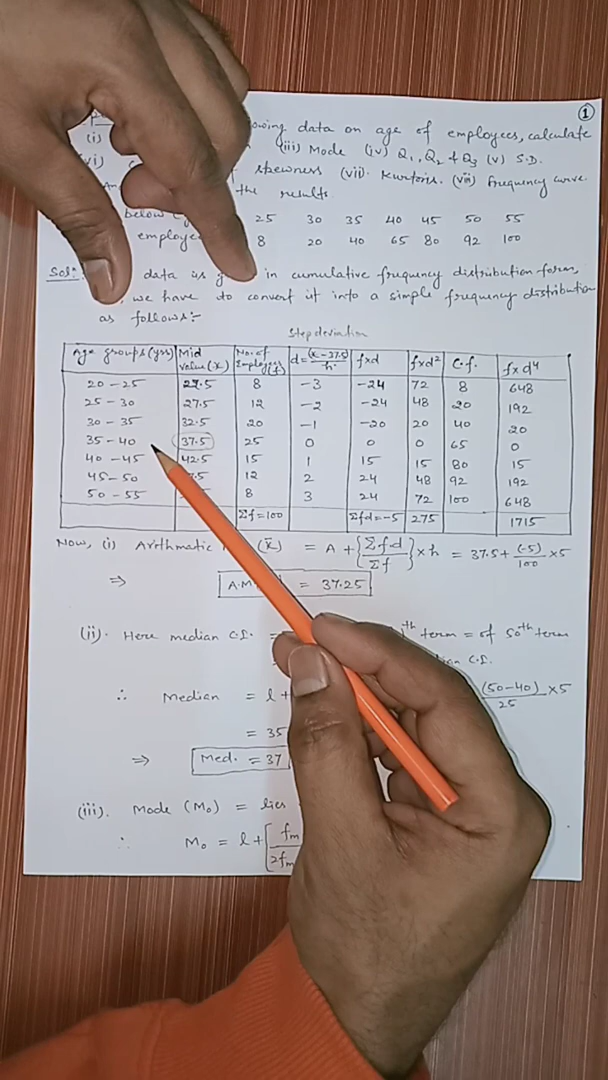 ①
owing data on age of employees, calculate
(i) (iii) Mode (iv) Q₁, Q₂ & Q₃ (v) S.D.
(vi) skewness (vii) Kurtosis. (viii) Frequency curve
the results.
below 25 30 35 40 45 50 55
employee 8 20 40 65 80 92 100
Solⁿ data is in cumulative frequency distribution form,
we have to convert it into a simple frequency distribution
as follows:-
Step deviation
Age groups (yrs) Mid value (x) No. of Employees (f) d = (x-37.5)/h f×d f×d² C.f. f×d⁴
20-25 22.5 8 -3 -24 72 8 648
25-30 27.5 12 -2 -24 48 20 192
30-35 32.5 20 -1 -20 20 40 20
35-40 37.5 25 0 0 0 65 0
40-45 42.5 15 1 15 15 80 15
45-50 12 2 24 48 92 192
50-55 8 3 24 72 100 648
Σf=100 Σfd=-5 275 1715
Now, (i) Arithmatic (x̄) = A + {Σfd/Σf} × h = 37.5 + (-5)/100 × 5
⇒ A.M. = 37.25
(ii). Here median C.f. = th term = of 50th term
C.f.
∴ Median = l + (50-40)/25 × 5
= 35
⇒ Med. = 37
(iii). Mode (M₀) = lies
∴ M₀ = l + [fm
2fm